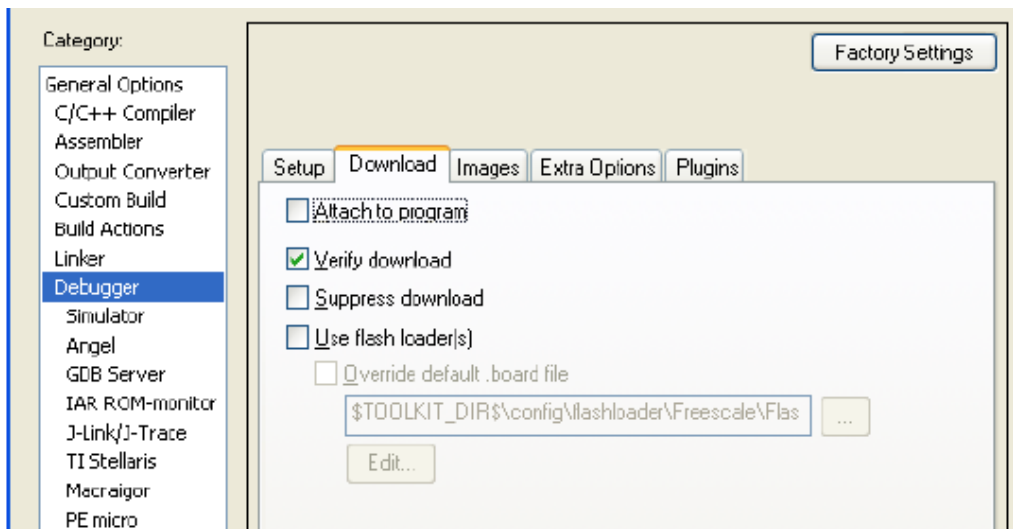 Category:
General Options
C/C++ Compiler
Assembler
Output Converter
Custom Build
Build Actions
Linker
Debugger
Simulator
Angel
GDB Server
IAR ROM-monitor
J-Link/J-Trace
TI Stellaris
Macraigor
PE micro
Factory Settings
Setup Download Images Extra Options Plugins
Attach to program
Verify download
Suppress download
Use flash loader(s)
Override default .board file
$TOOLKIT_DIR$\config\flashloader\Freescale\Flas ...
Edit...